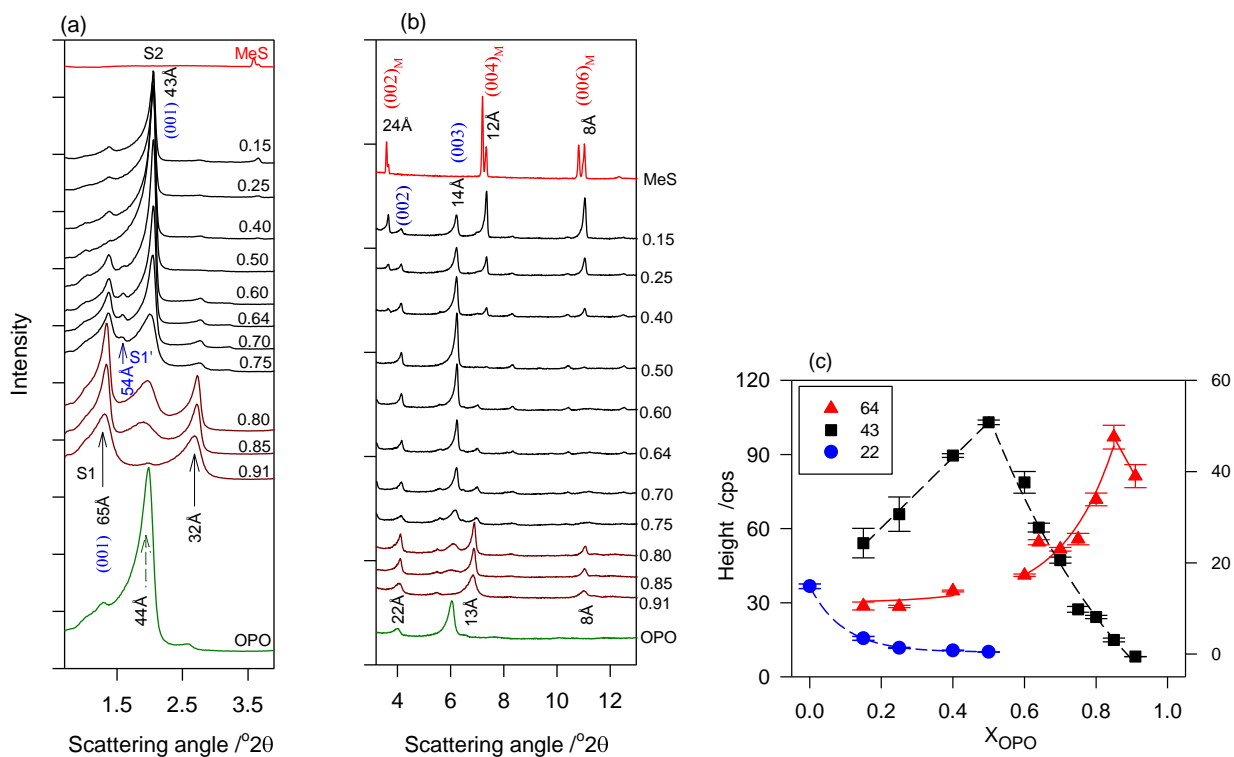 (a)
S2
MeS
(001) 43Å
0.15
0.25
0.40
0.50
0.60
0.64
0.70
0.75
S1'
54Å
0.80
0.85
0.91
S1
(001) 65Å
32Å
44Å
OPO
Intensity
1.5 2.5 3.5
Scattering angle /°2θ
(b)
(002)M
(004)M
(006)M
24Å
12Å
8Å
(003)
MeS
14Å
(002)
0.15
0.25
0.40
0.50
0.60
0.64
0.70
0.75
0.80
0.85
0.91
22Å
13Å
8Å
OPO
4 6 8 10 12
Scattering angle /°2θ
(c)
120
90
60
30
0
Height /cps
64
43
22
60
40
20
0
0.0 0.2 0.4 0.6 0.8 1.0
XOPO